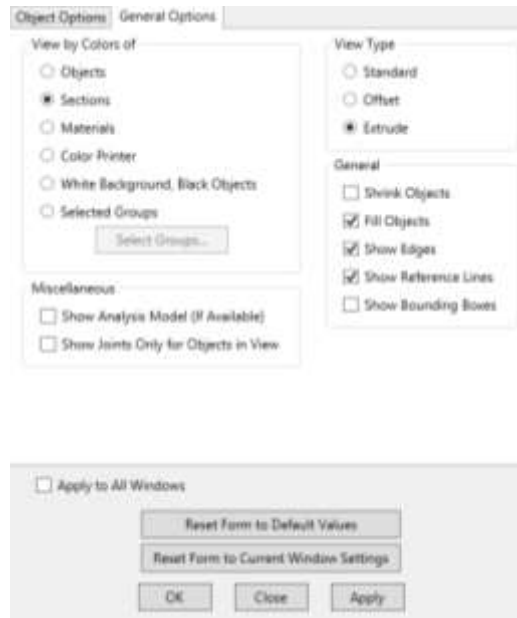 Object Options General Options
View by Colors of
Objects
Sections
Materials
Color Printer
White Background, Black Objects
Selected Groups
Select Groups...
Miscellaneous
Show Analysis Model (If Available)
Show Joints Only for Objects in View
View Type
Standard
Offset
Extrude
General
Shrink Objects
Fill Objects
Show Edges
Show Reference Lines
Show Bounding Boxes
Apply to All Windows
Reset Form to Default Values
Reset Form to Current Window Settings
OK Close Apply